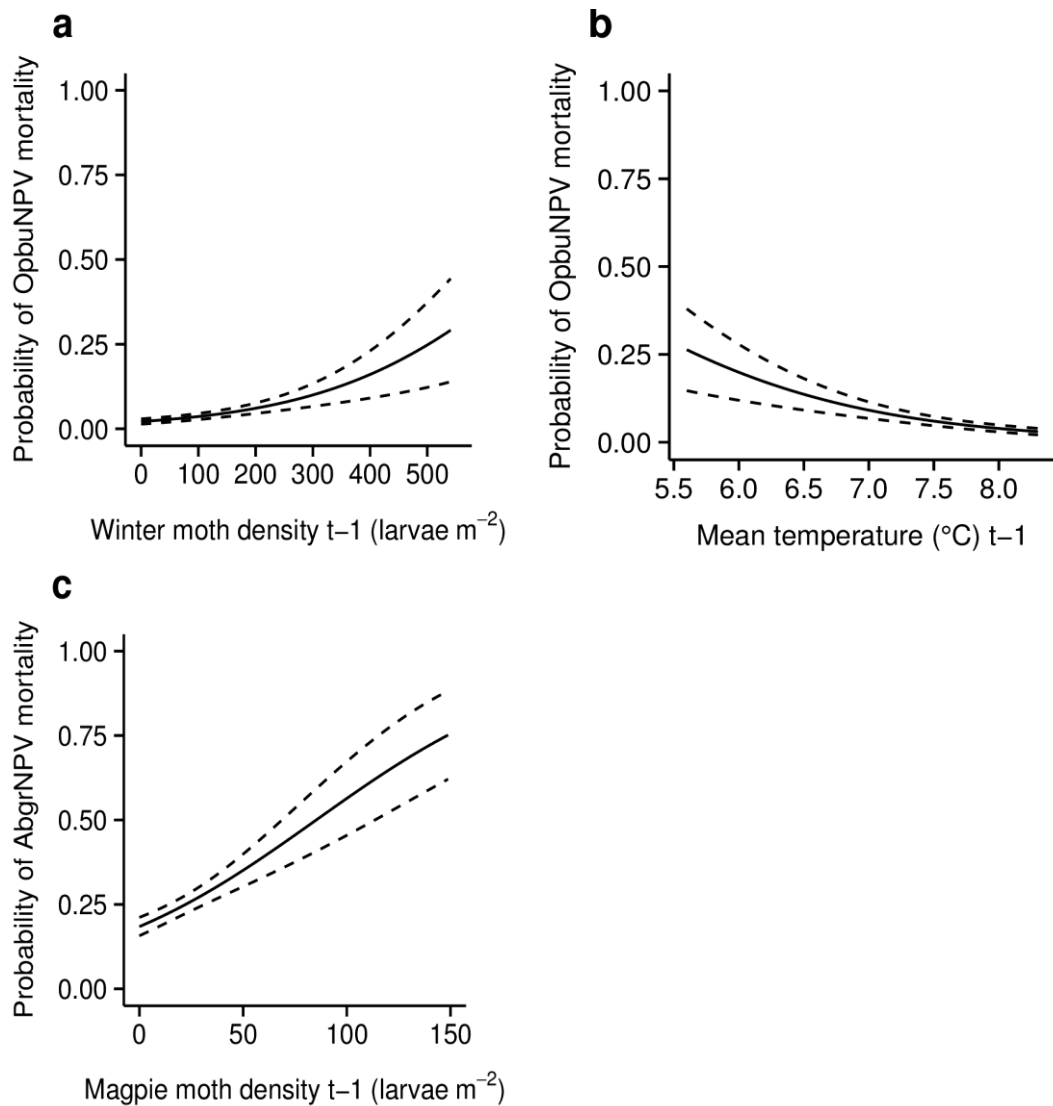 a
Probability of OpbuNPV mortality
1.00
0.75
0.50
0.25
0.00
0 100 200 300 400 500
Winter moth density t−1 (larvae m⁻²)
b
Probability of OpbuNPV mortality
1.00
0.75
0.50
0.25
0.00
5.5 6.0 6.5 7.0 7.5 8.0
Mean temperature (°C) t−1
c
Probability of AbgrNPV mortality
1.00
0.75
0.50
0.25
0.00
0 50 100 150
Magpie moth density t−1 (larvae m⁻²)